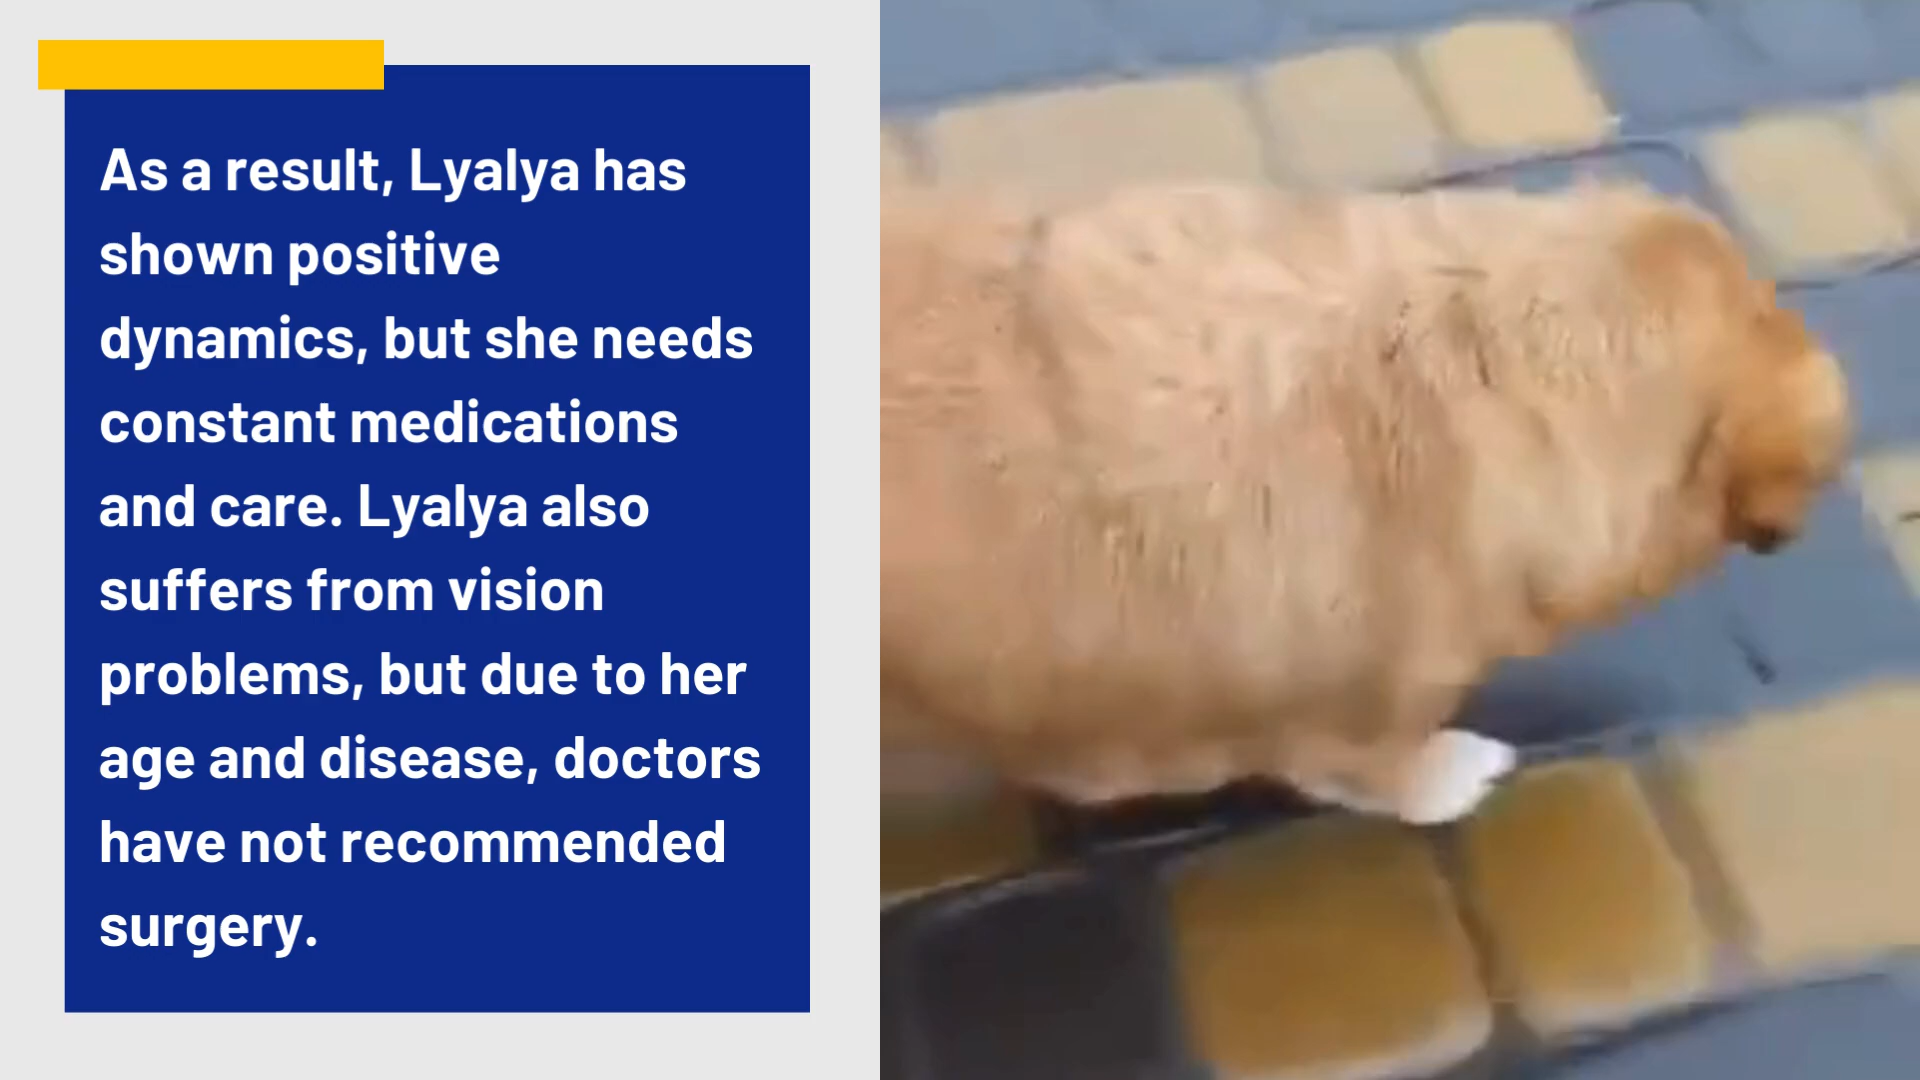 As a result, Lyalya has
shown positive
dynamics, but she needs
constant medications
and care. Lyalya also
suffers from vision
problems, but due to her
age and disease, doctors
have not recommended
surgery.